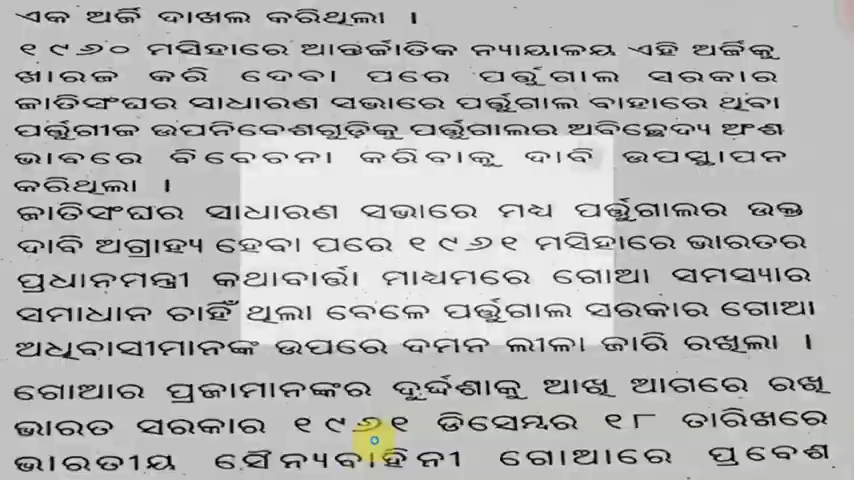 ଏକ ଅର୍ଜି ଦାଖଲ କରିଥିଲା ।
୧୯୬୦ ମସିହାରେ ଆନ୍ତର୍ଜାତିକ ନ୍ୟାୟାଳୟ ଏହି ଅର୍ଜିକୁ
ଖାରଜ କରି ଦେବା ପରେ ପର୍ତ୍ତୁଗାଲ ସରକାର
ଜାତିସଂଘର ସାଧାରଣ ସଭାରେ ପର୍ତ୍ତୁଗାଲ ବାହାରେ ଥିବା
ପର୍ତ୍ତୁଗୀଜ ଉପନିବେଶଗୁଡ଼ିକୁ ପର୍ତ୍ତୁଗାଲର ଅବିଚ୍ଛେଦ୍ୟ ଅଂଶ
ଭାବରେ ବିବେଚନା କରିବାକୁ ଦାବି ଉପସ୍ଥାପନ
କରିଥିଲା ।
ଜାତିସଂଘର ସାଧାରଣ ସଭାରେ ମଧ୍ୟ ପର୍ତ୍ତୁଗାଲର ଉକ୍ତ
ଦାବି ଅଗ୍ରାହ୍ୟ ହେବା ପରେ ୧୯୬୧ ମସିହାରେ ଭାରତର
ପ୍ରଧାନମନ୍ତ୍ରୀ କଥାବାର୍ତ୍ତା ମାଧ୍ୟମରେ ଗୋଆ ସମସ୍ୟାର
ସମାଧାନ ଚାହିଁ ଥିଲା ବେଳେ ପର୍ତ୍ତୁଗାଲ ସରକାର ଗୋଆ
ଅଧିବାସୀମାନଙ୍କ ଉପରେ ଦମନ ଲୀଳା ଜାରି ରଖିଲା ।
ଗୋଆର ପ୍ରଜାମାନଙ୍କର ଦୁର୍ଦ୍ଦଶାକୁ ଆଖି ଆଗରେ ରଖି
ଭାରତ ସରକାର ୧୯୬୧ ଡିସେମ୍ବର ୧୮ ତାରିଖରେ
ଭାରତୀୟ ସୈନ୍ୟବାହିନୀ ଗୋଆରେ ପ୍ରବେଶ